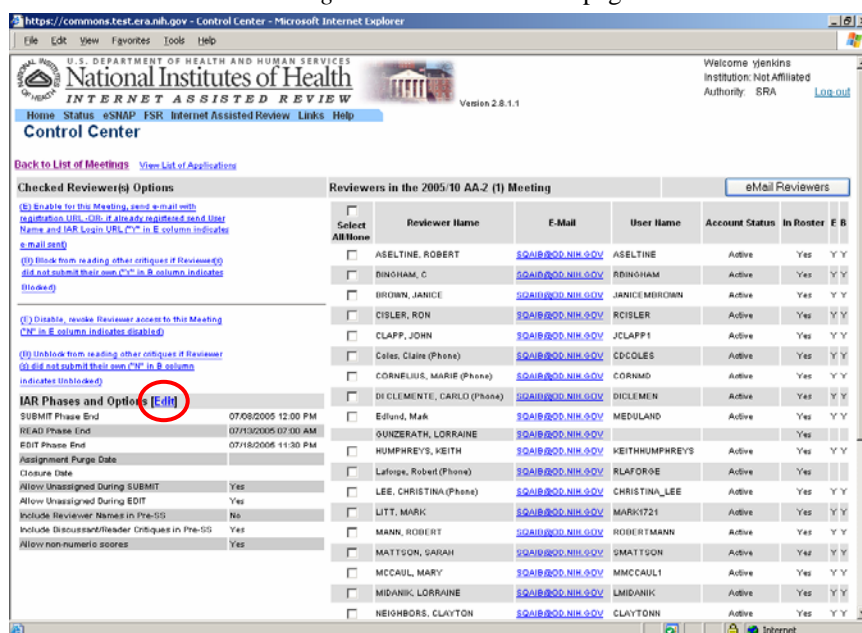 https://commons.test.era.nih.gov - Control Center - Microsoft Internet Explorer
File Edit View Favorites Tools Help
U.S. DEPARTMENT OF HEALTH AND HUMAN SERVICES
National Institutes of Health
INTERNET ASSISTED REVIEW
Version 2.8.1.1
Welcome yjenkins
Institution: Not Affiliated
Authority: SRA Log-out
Home Status eSNAP FSR Internet Assisted Review Links Help
Control Center
Back to List of Meetings View List of Applications
Checked Reviewer(s) Options
(E) Enable for this Meeting, send e-mail with
registration URL -OR- if already registered send User
Name and IAR Login URL ("Y" in E column indicates
e-mail sent)
(B) Block from reading other critiques if Reviewer(s)
did not submit their own ("Y" in B column indicates
Blocked)
(E) Disable, revoke Reviewer access to this Meeting
("N" in E column indicates disabled)
(B) Unblock from reading other critiques if Reviewer
(s) did not submit their own ("N" in B column
indicates Unblocked)
IAR Phases and Options [Edit]
SUBMIT Phase End 07/08/2005 12:00 PM
READ Phase End 07/13/2005 07:00 AM
EDIT Phase End 07/18/2005 11:30 PM
Assignment Purge Date
Closure Date
Allow Unassigned During SUBMIT Yes
Allow Unassigned During EDIT Yes
Include Reviewer Names in Pre-SS No
Include Discussant/Reader Critiques in Pre-SS Yes
Allow non-numeric scores Yes
Reviewers in the 2005/10 AA-2 (1) Meeting eMail Reviewers
Select All/None Reviewer Name E-Mail User Name Account Status In Roster E B
ASELTINE, ROBERT SQAIB@OD.NIH.GOV ASELTINE Active Yes Y Y
BINGHAM, C SQAIB@OD.NIH.GOV RBINGHAM Active Yes Y Y
BROWN, JANICE SQAIB@OD.NIH.GOV JANICEMBROWN Active Yes Y Y
CISLER, RON SQAIB@OD.NIH.GOV RCISLER Active Yes Y Y
CLAPP, JOHN SQAIB@OD.NIH.GOV JCLAPP1 Active Yes Y Y
Coles, Claire (Phone) SQAIB@OD.NIH.GOV CDCOLES Active Yes Y Y
CORNELIUS, MARIE (Phone) SQAIB@OD.NIH.GOV CORNMD Active Yes Y Y
DI CLEMENTE, CARLO (Phone) SQAIB@OD.NIH.GOV DICLEMEN Active Yes Y Y
Edlund, Mark SQAIB@OD.NIH.GOV MEDULAND Active Yes Y Y
GUNZERATH, LORRAINE Yes
HUMPHREYS, KEITH SQAIB@OD.NIH.GOV KEITHHUMPHREYS Active Yes Y Y
Laforge, Robert (Phone) SQAIB@OD.NIH.GOV RLAFORGE Active Yes
LEE, CHRISTINA (Phone) SQAIB@OD.NIH.GOV CHRISTINA_LEE Active Yes Y Y
LITT, MARK SQAIB@OD.NIH.GOV MARK1721 Active Yes Y Y
MANN, ROBERT SQAIB@OD.NIH.GOV ROBERTMANN Active Yes Y Y
MATTSON, SARAH SQAIB@OD.NIH.GOV SMATTSON Active Yes Y Y
MCCAUL, MARY SQAIB@OD.NIH.GOV MMCCAUL1 Active Yes Y Y
MIDANIK, LORRAINE SQAIB@OD.NIH.GOV LMIDANIK Active Yes Y Y
NEIGHBORS, CLAYTON SQAIB@OD.NIH.GOV CLAYTONN Active Yes Y Y
Internet